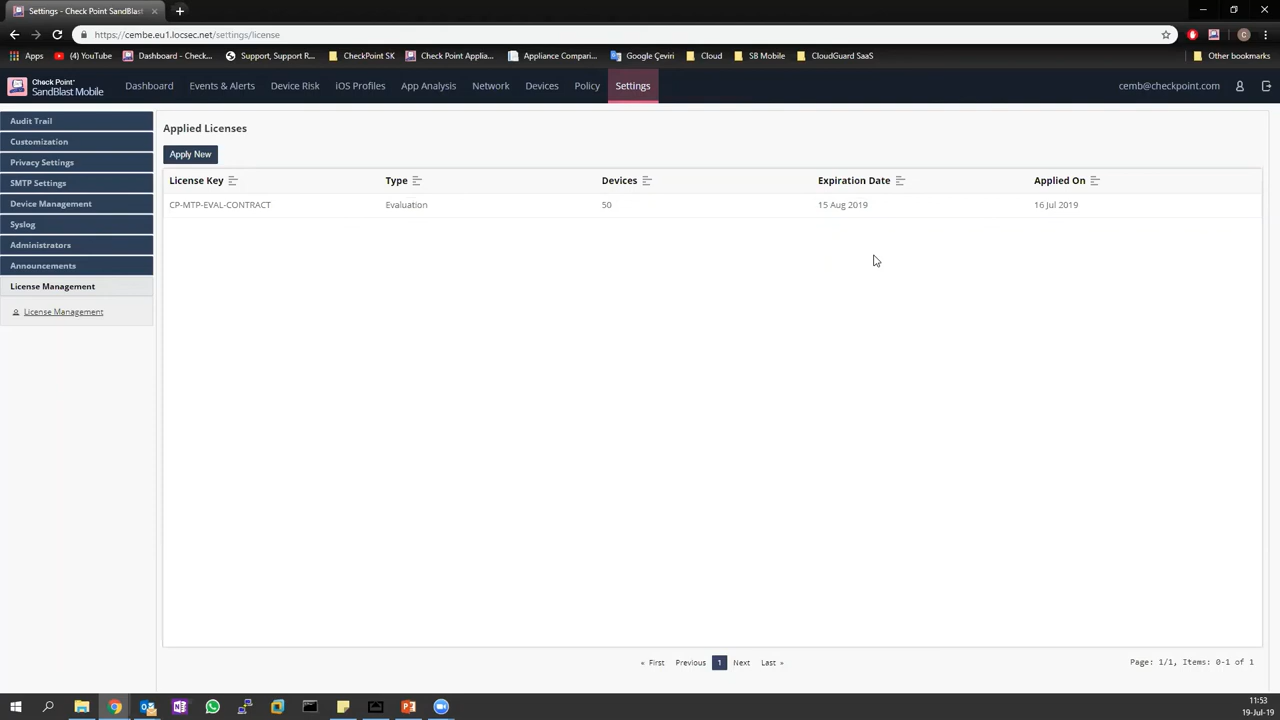 Settings - Check Point SandBlast
https://cembe.eu1.locsec.net/settings/license
C
Apps
(4) YouTube
Dashboard - Check...
Support, Support R...
CheckPoint SK
Check Point Applia...
Appliance Compari...
Google Çeviri
Cloud
SB Mobile
CloudGuard SaaS
Other bookmarks
Check Point
SandBlast Mobile
Dashboard
Events & Alerts
Device Risk
iOS Profiles
App Analysis
Network
Devices
Policy
Settings
cemb@checkpoint.com
Audit Trail
Customization
Privacy Settings
SMTP Settings
Device Management
Syslog
Administrators
Announcements
License Management
License Management
Applied Licenses
Apply New
License Key Type Devices Expiration Date Applied On
CP-MTP-EVAL-CONTRACT Evaluation 50 15 Aug 2019 16 Jul 2019
« First Previous 1 Next Last »
Page: 1/1, Items: 0-1 of 1
11:53
19-Jul-19